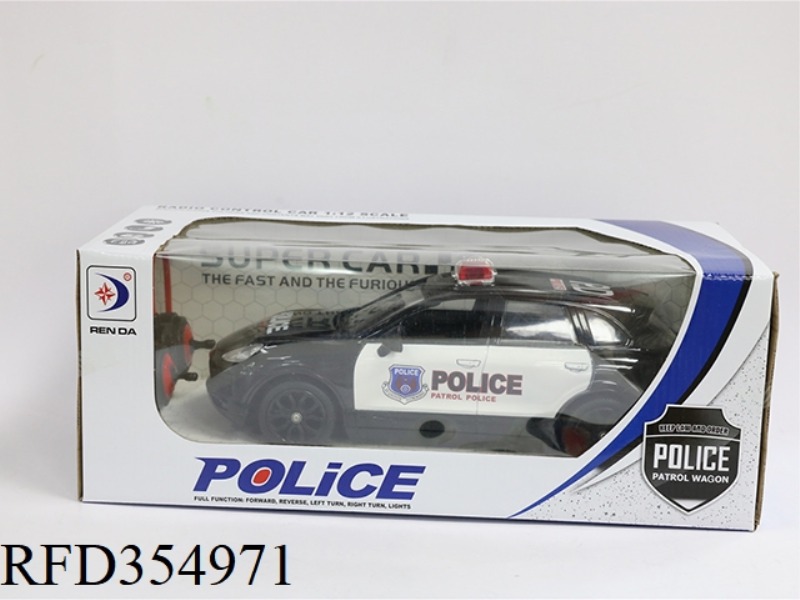 RADIO CONTROL CAR 1:12 SCALE
SUPER CAR
THE FAST AND THE FURIOU
REN DA
POLICE
POLICE
PATROL POLICE
KEEP LAW AND ORDER
POLICE
PATROL WAGON
POLiCE
FULL FUNCTION: FORWARD, REVERSE, LEFT TURN, RIGHT TURN, LIGHTS
RFD354971